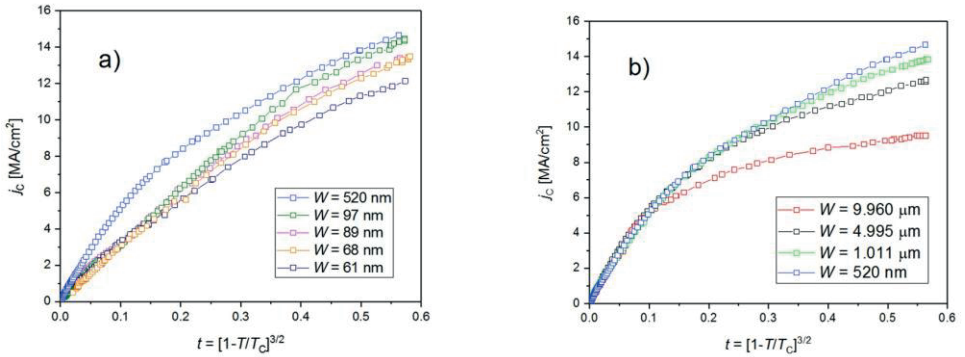 a)
j_C [MA/cm²]
16
14
12
10
8
6
4
2
0
W = 520 nm
W = 97 nm
W = 89 nm
W = 68 nm
W = 61 nm
0.0 0.1 0.2 0.3 0.4 0.5 0.6
t = [1-T/T_C]^3/2
b)
j_C [MA/cm²]
16
14
12
10
8
6
4
2
0
W = 9.960 μm
W = 4.995 μm
W = 1.011 μm
W = 520 nm
0.0 0.1 0.2 0.3 0.4 0.5 0.6
t = [1-T/T_C]^3/2